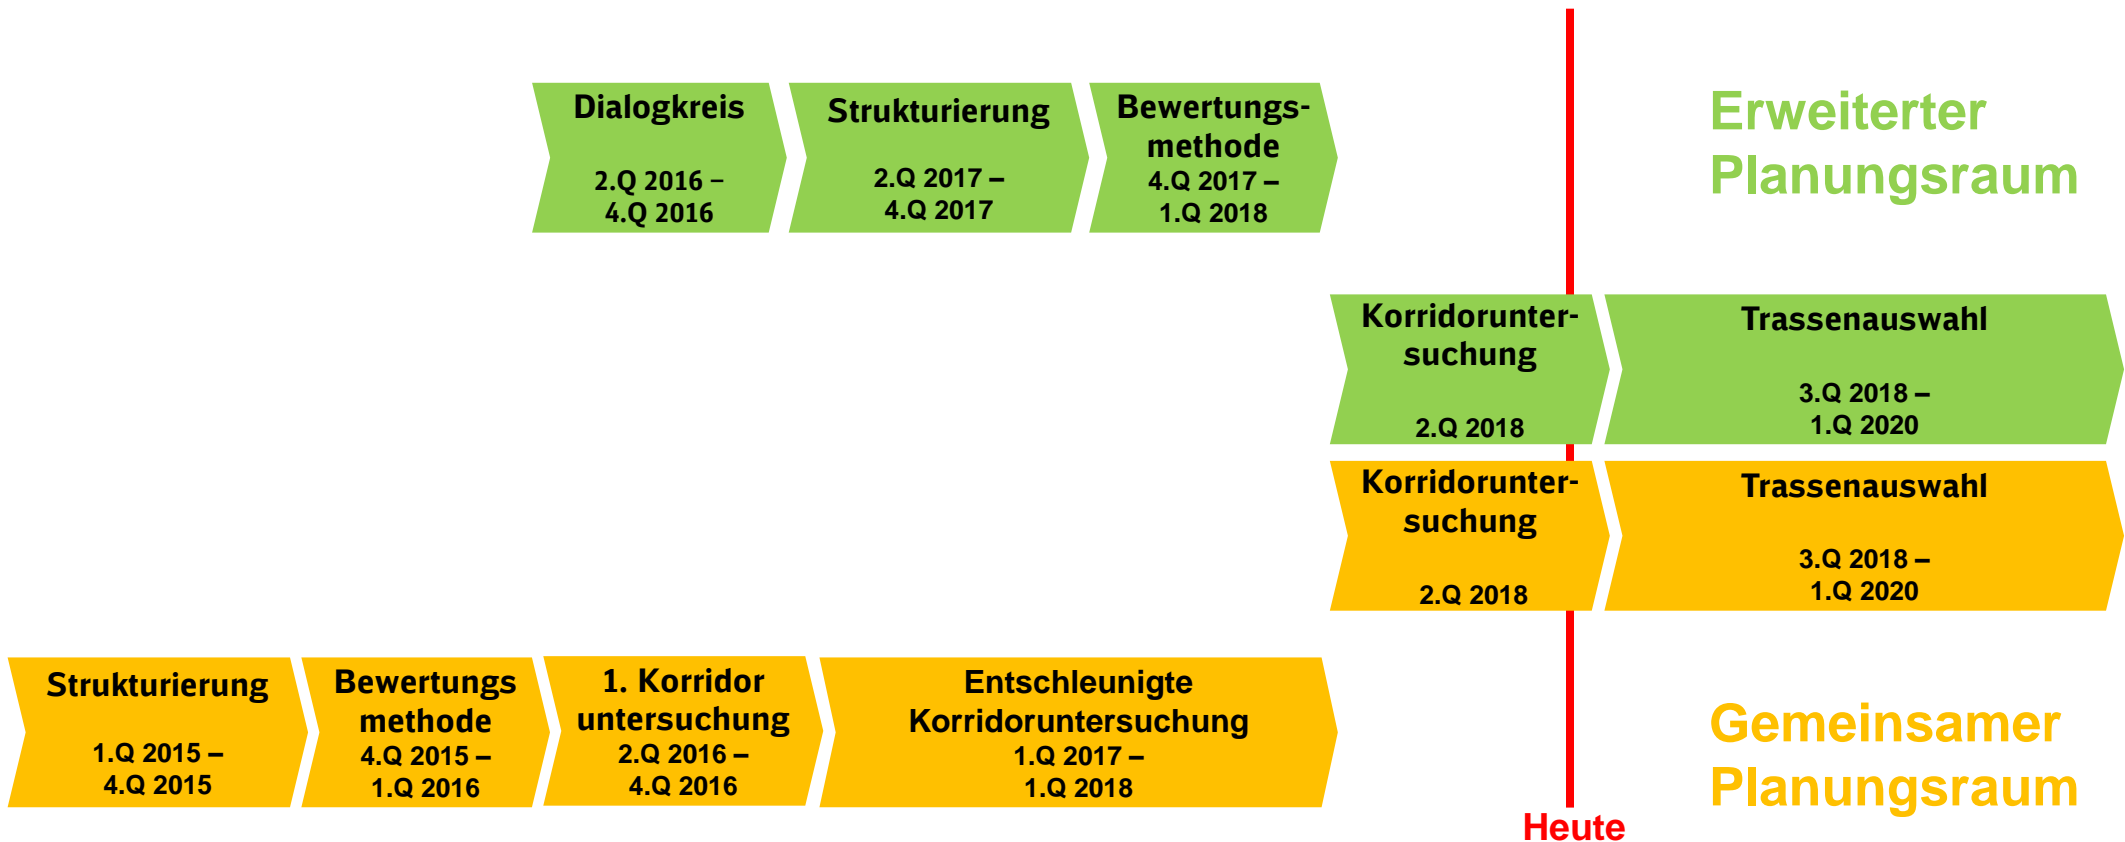 Dialogkreis
2.Q 2016 –
4.Q 2016
Strukturierung
2.Q 2017 –
4.Q 2017
Bewertungs-
methode
4.Q 2017 –
1.Q 2018
Erweiterter
Planungsraum
Korridorunter-
suchung
2.Q 2018
Trassenauswahl
3.Q 2018 –
1.Q 2020
Korridorunter-
suchung
2.Q 2018
Trassenauswahl
3.Q 2018 –
1.Q 2020
Strukturierung
1.Q 2015 –
4.Q 2015
Bewertungs
methode
4.Q 2015 –
1.Q 2016
1. Korridor
untersuchung
2.Q 2016 –
4.Q 2016
Entschleunigte
Korridoruntersuchung
1.Q 2017 –
1.Q 2018
Gemeinsamer
Planungsraum
Heute